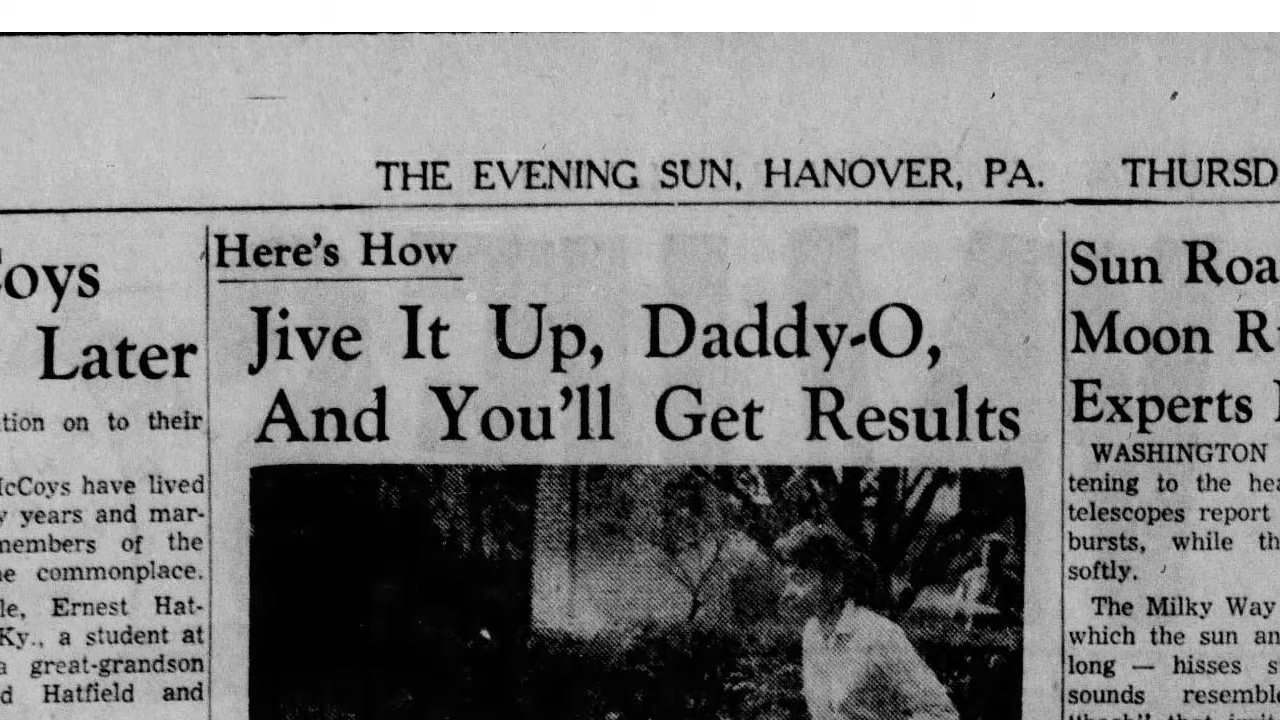 THE EVENING SUN, HANOVER, PA. THURSD
oys
Later
tion on to their
McCoys have lived
y years and mar-
members of the
e commonplace.
le, Ernest Hat-
Ky., a student at
a great-grandson
d Hatfield and
Here's How
Jive It Up, Daddy-O,
And You'll Get Results
Sun Roa
Moon R
Experts
WASHINGTON
tening to the hea
telescopes report
bursts, while th
softly.
The Milky Way
which the sun an
long — hisses s
sounds resemble